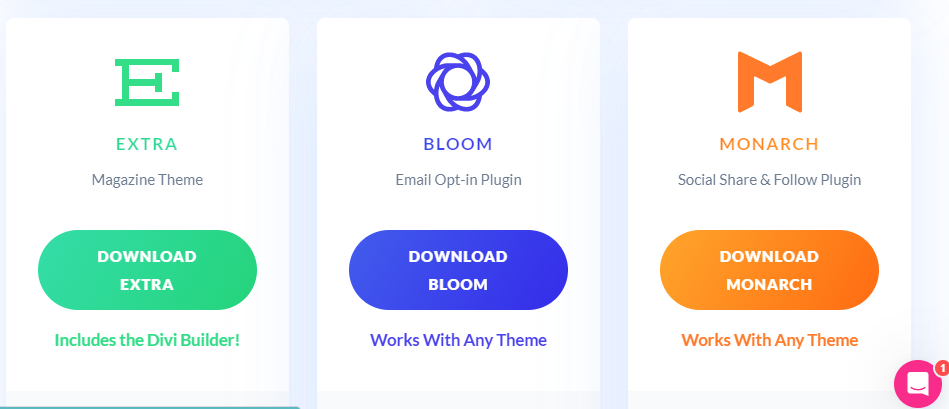 EXTRA
Magazine Theme
DOWNLOAD
EXTRA
Includes the Divi Builder!
BLOOM
Email Opt-in Plugin
DOWNLOAD
BLOOM
Works With Any Theme
MONARCH
Social Share & Follow Plugin
DOWNLOAD
MONARCH
Works With Any Theme
1